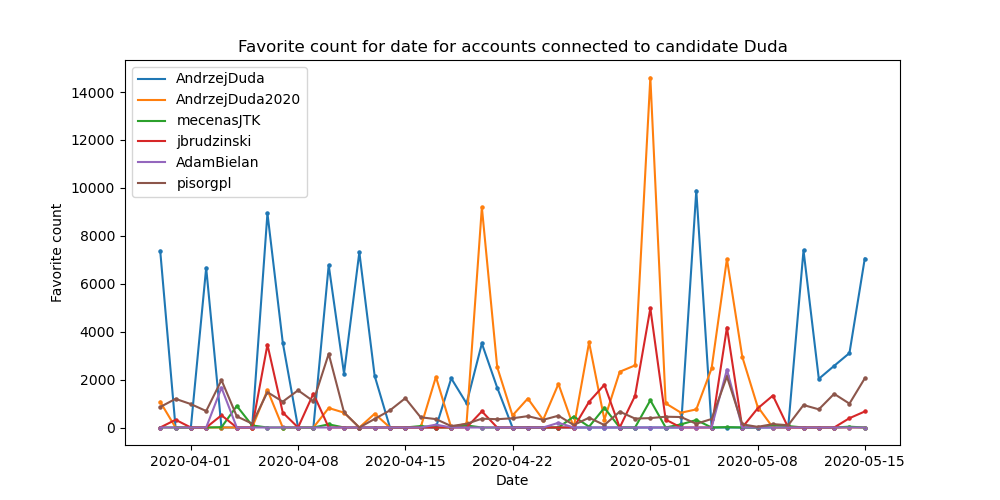 Favorite count for date for accounts connected to candidate Duda
AndrzejDuda
AndrzejDuda2020
mecenasJTK
jbrudzinski
AdamBielan
pisorgpl
14000
12000
10000
8000
6000
4000
2000
0
Favorite count
2020-04-01 2020-04-08 2020-04-15 2020-04-22 2020-05-01 2020-05-08 2020-05-15
Date